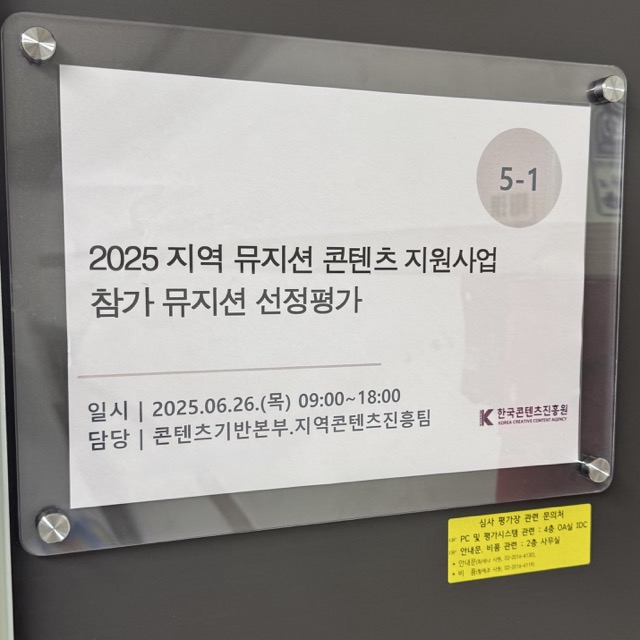 5-1
2025 지역 뮤지션 콘텐츠 지원사업
참가 뮤지션 선정평가
일시 | 2025.06.26.(목) 09:00~18:00
담당 | 콘텐츠기반본부.지역콘텐츠진흥팀
한국콘텐츠진흥원
KOREA CREATIVE CONTENT AGENCY
심사 평가장 관련 문의처
PC 및 평가시스템 관련 : 4층 OA실 IDC
안내문, 비품 관련 : 2층 사무실